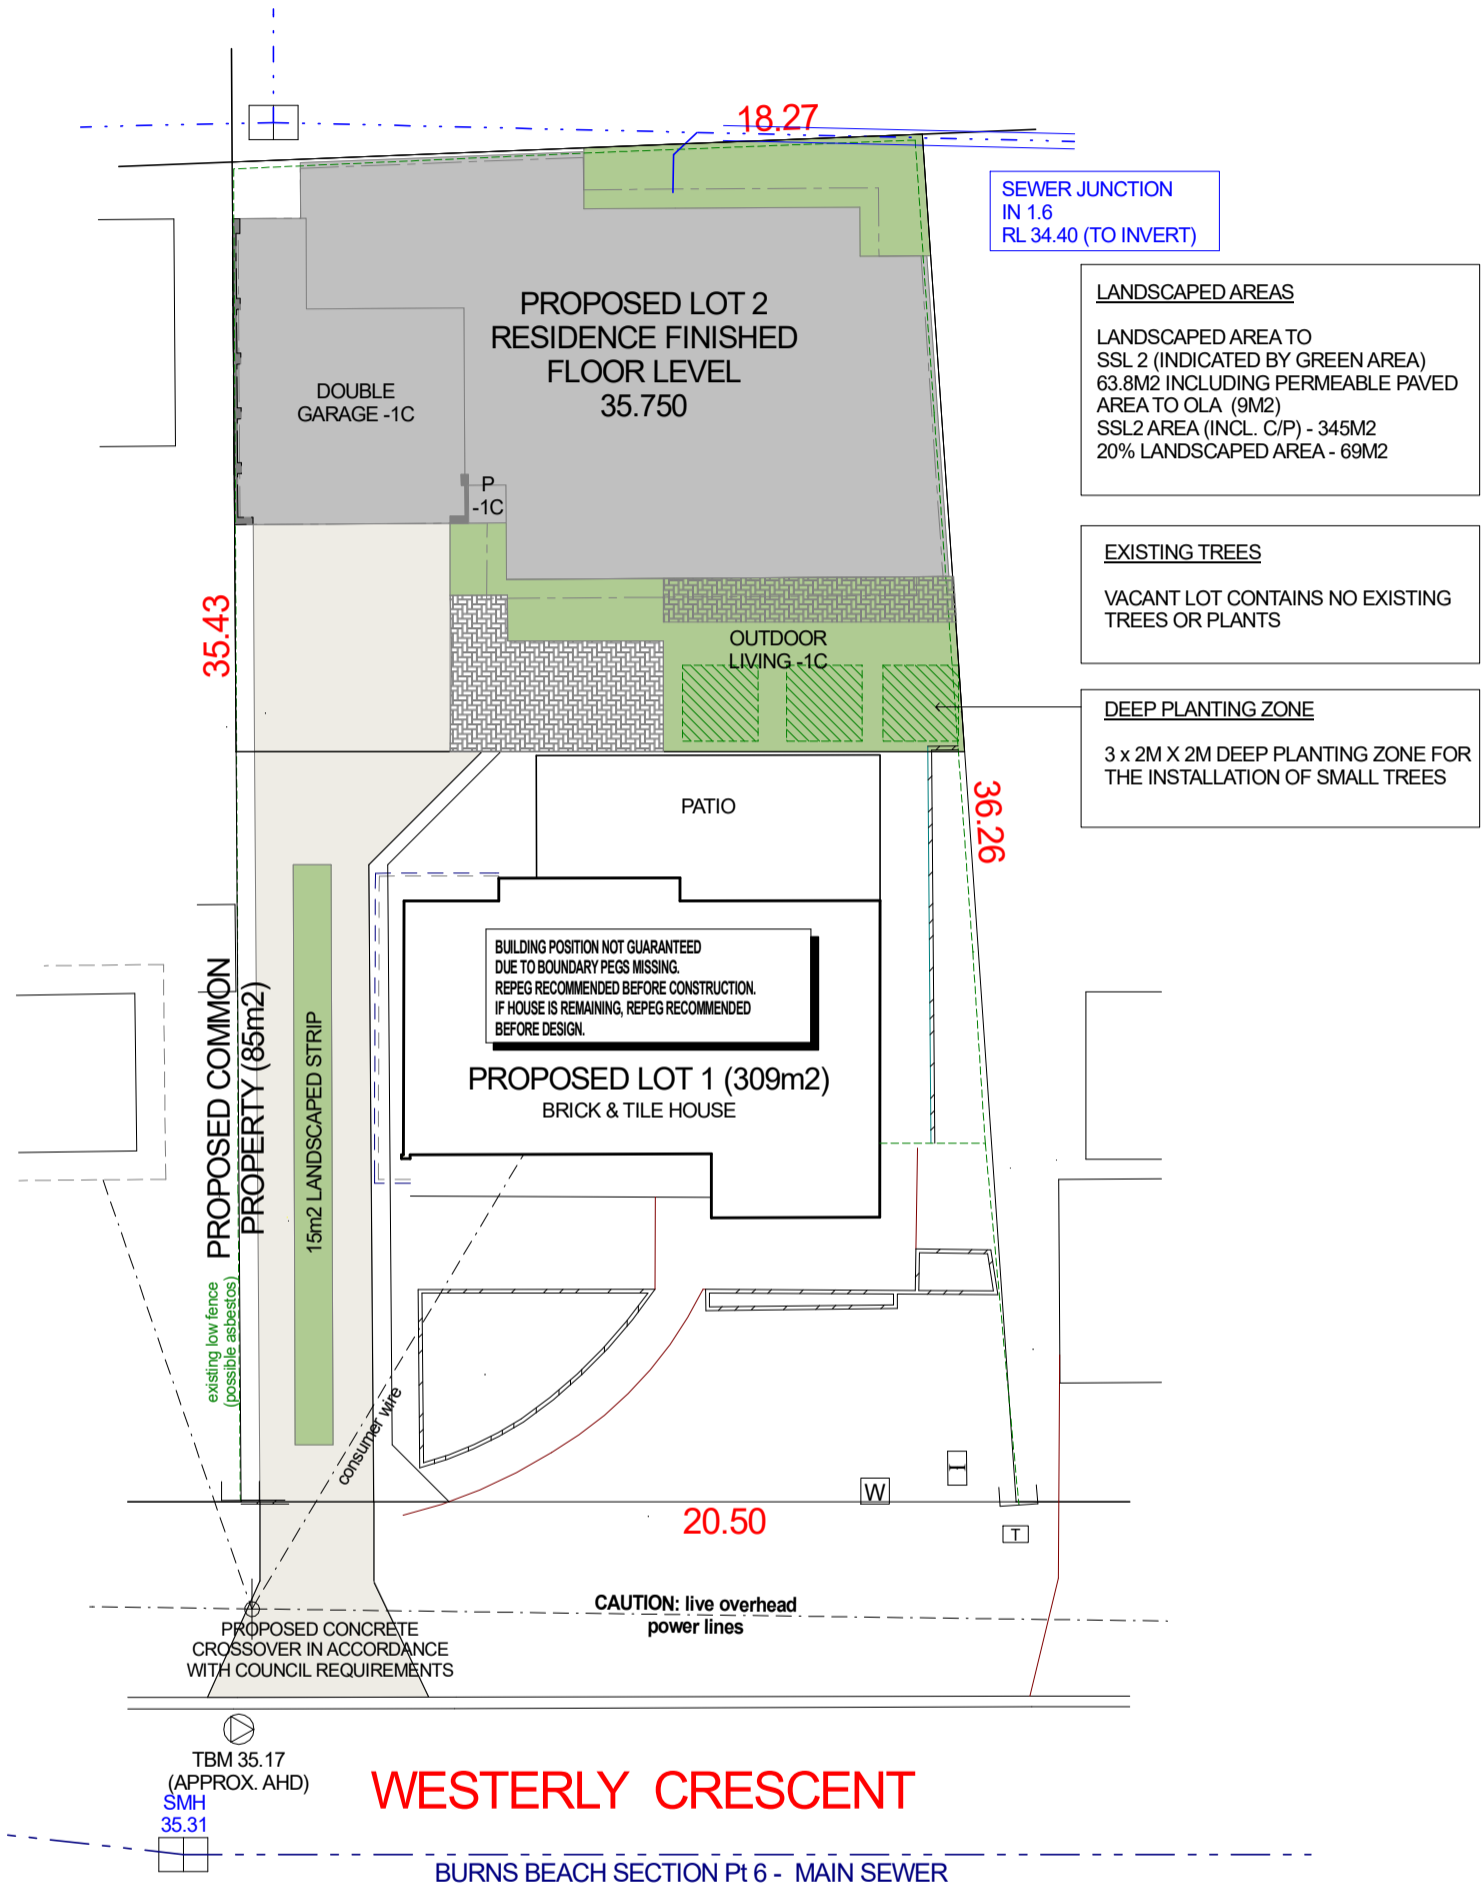 18.27
SEWER JUNCTION
IN 1.6
RL 34.40 (TO INVERT)
LANDSCAPED AREAS
LANDSCAPED AREA TO
SSL 2 (INDICATED BY GREEN AREA)
63.8M2 INCLUDING PERMEABLE PAVED
AREA TO OLA (9M2)
SSL2 AREA (INCL. C/P) - 345M2
20% LANDSCAPED AREA - 69M2
PROPOSED LOT 2
RESIDENCE FINISHED
FLOOR LEVEL
35.750
DOUBLE
GARAGE -1C
P
-1C
EXISTING TREES
VACANT LOT CONTAINS NO EXISTING
TREES OR PLANTS
35.43
OUTDOOR
LIVING -1C
DEEP PLANTING ZONE
3 x 2M X 2M DEEP PLANTING ZONE FOR
THE INSTALLATION OF SMALL TREES
PATIO
36.26
BUILDING POSITION NOT GUARANTEED
DUE TO BOUNDARY PEGS MISSING.
REPEG RECOMMENDED BEFORE CONSTRUCTION.
IF HOUSE IS REMAINING, REPEG RECOMMENDED
BEFORE DESIGN.
PROPOSED LOT 1 (309m2)
BRICK & TILE HOUSE
PROPOSED COMMON
PROPERTY (85m2)
15m2 LANDSCAPED STRIP
existing low fence
(possible asbestos)
consumer wire
W
I
T
20.50
CAUTION: live overhead
power lines
PROPOSED CONCRETE
CROSSOVER IN ACCORDANCE
WITH COUNCIL REQUIREMENTS
TBM 35.17
(APPROX. AHD)
SMH
35.31
WESTERLY CRESCENT
BURNS BEACH SECTION Pt 6 - MAIN SEWER